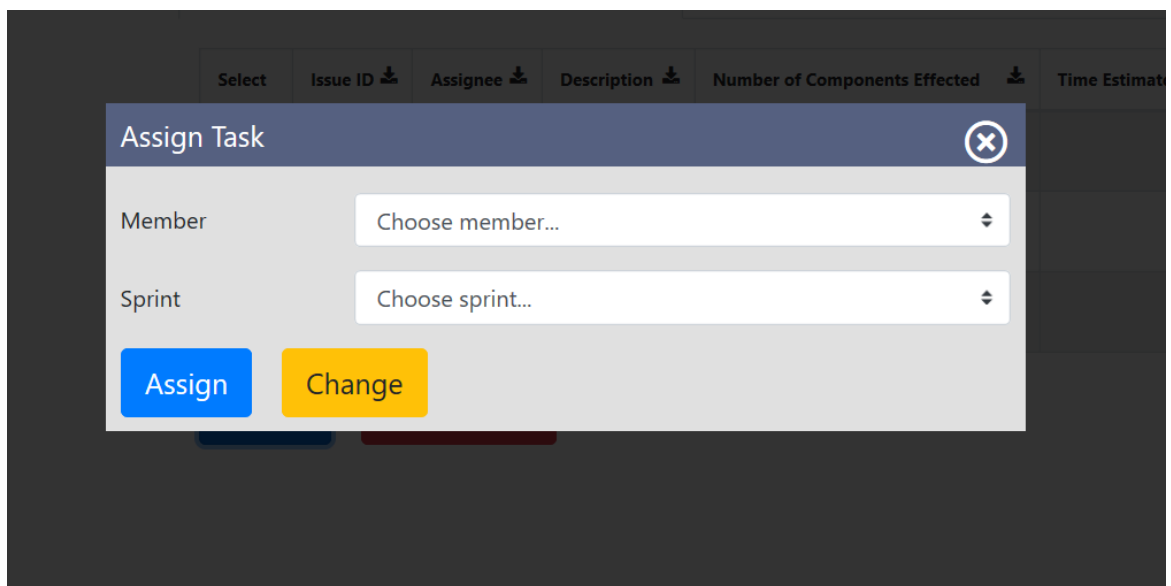 Select Issue ID Assignee Description Number of Components Effected Time Estimate
Assign Task
Member Choose member...
Sprint Choose sprint...
Assign Change